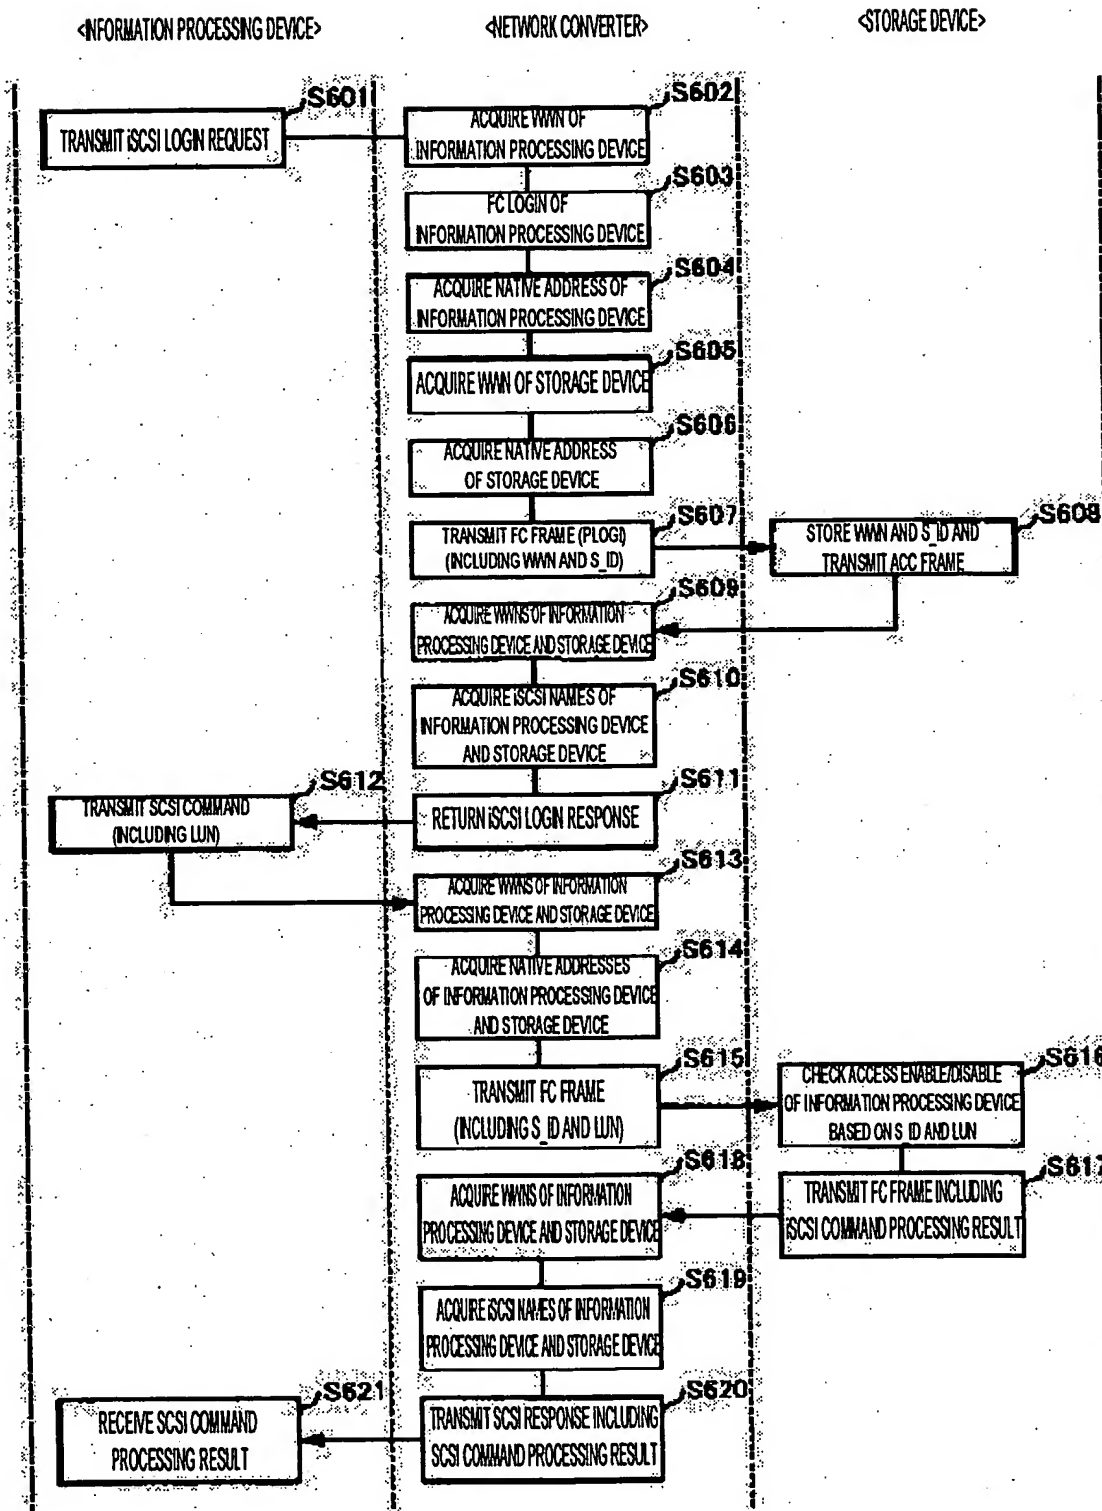 <INFORMATION PROCESSING DEVICE>
<NETWORK CONVERTER>
<STORAGE DEVICE>
S601
TRANSMIT iSCSI LOGIN REQUEST
S602
ACQUIRE WWN OF
INFORMATION PROCESSING DEVICE
S603
FC LOGIN OF
INFORMATION PROCESSING DEVICE
S604
ACQUIRE NATIVE ADDRESS OF
INFORMATION PROCESSING DEVICE
S605
ACQUIRE WWN OF STORAGE DEVICE
S606
ACQUIRE NATIVE ADDRESS
OF STORAGE DEVICE
S607
TRANSMIT FC FRAME (PLOGI)
(INCLUDING WWN AND S_ID)
S608
STORE WWN AND S_ID AND
TRANSMIT ACC FRAME
S609
ACQUIRE WWNS OF INFORMATION
PROCESSING DEVICE AND STORAGE DEVICE
S610
ACQUIRE iSCSI NAMES OF
INFORMATION PROCESSING DEVICE
AND STORAGE DEVICE
S611
RETURN iSCSI LOGIN RESPONSE
S612
TRANSMIT SCSI COMMAND
(INCLUDING LUN)
S613
ACQUIRE WWNS OF INFORMATION
PROCESSING DEVICE AND STORAGE DEVICE
S614
ACQUIRE NATIVE ADDRESSES
OF INFORMATION PROCESSING DEVICE
AND STORAGE DEVICE
S615
TRANSMIT FC FRAME
(INCLUDING S_ID AND LUN)
S616
CHECK ACCESS ENABLE/DISABLE
OF INFORMATION PROCESSING DEVICE
BASED ON S_ID AND LUN
S617
TRANSMIT FC FRAME INCLUDING
iSCSI COMMAND PROCESSING RESULT
S618
ACQUIRE WWNS OF INFORMATION
PROCESSING DEVICE AND STORAGE DEVICE
S619
ACQUIRE iSCSI NAMES OF INFORMATION
PROCESSING DEVICE AND STORAGE DEVICE
S620
TRANSMIT SCSI RESPONSE INCLUDING
SCSI COMMAND PROCESSING RESULT
S621
RECEIVE SCSI COMMAND
PROCESSING RESULT